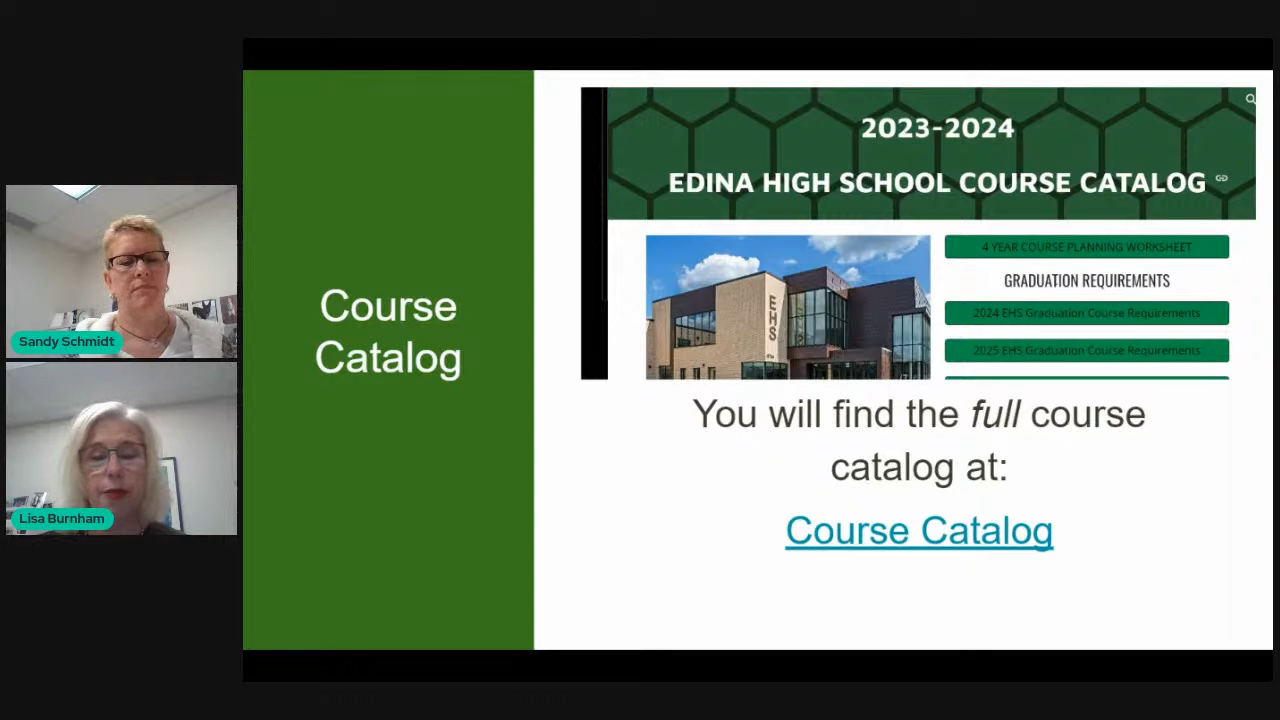 Sandy Schmidt
Lisa Burnham
Course
Catalog
2023-2024
EDINA HIGH SCHOOL COURSE CATALOG
EHS
4 YEAR COURSE PLANNING WORKSHEET
GRADUATION REQUIREMENTS
2024 EHS Graduation Course Requirements
2025 EHS Graduation Course Requirements
You will find the full course
catalog at:
Course Catalog